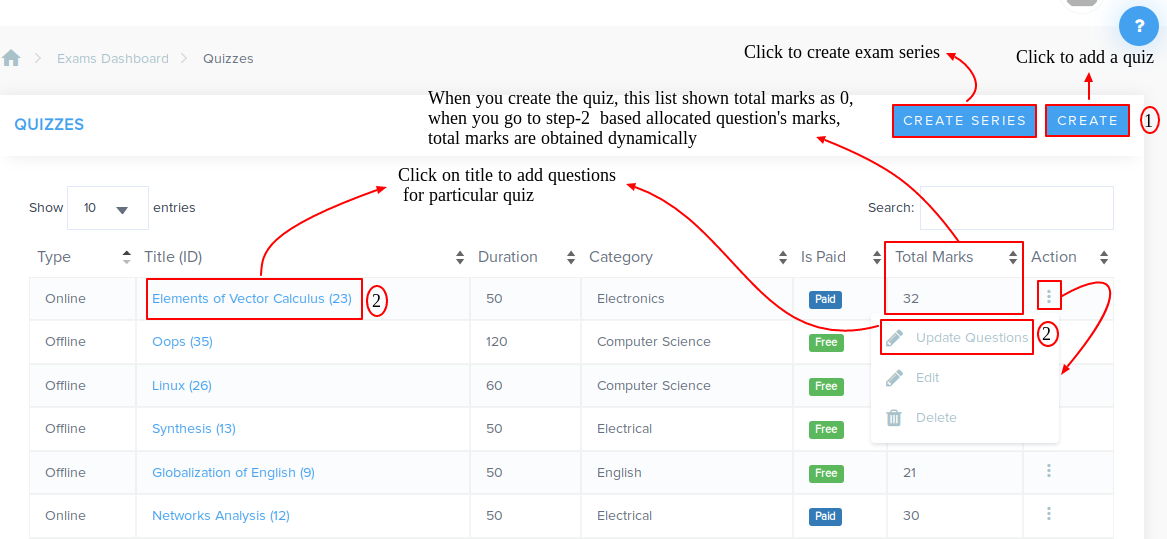 ?
Click to create exam series
Click to add a quiz
Exams Dashboard
Quizzes
When you create the quiz, this list shown total marks as 0,
when you go to step-2 based allocated question's marks,
total marks are obtained dynamically
QUIZZES
CREATE SERIES
CREATE
1
Click on title to add questions
for particular quiz
Show 10 entries
Search:
Type Title (ID) Duration Category Is Paid Total Marks Action
Online Elements of Vector Calculus (23) 2 50 Electronics Paid 32
Offline Oops (35) 120 Computer Science Free
Update Questions 2
Offline Linux (26) 60 Computer Science Free
Edit
Offline Synthesis (13) 50 Electrical Free
Delete
Offline Globalization of English (9) 50 English Free 21
Online Networks Analysis (12) 50 Electrical Paid 30